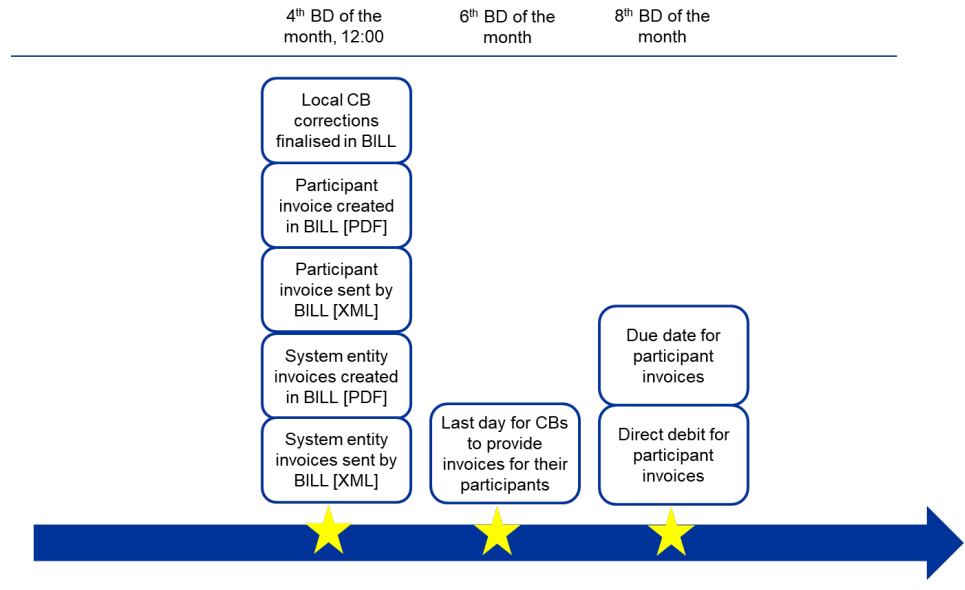 4th BD of the
month, 12:00
6th BD of the
month
8th BD of the
month
Local CB
corrections
finalised in BILL
Participant
invoice created
in BILL [PDF]
Participant
invoice sent by
BILL [XML]
System entity
invoices created
in BILL [PDF]
System entity
invoices sent by
BILL [XML]
Last day for CBs
to provide
invoices for their
participants
Due date for
participant
invoices
Direct debit for
participant
invoices